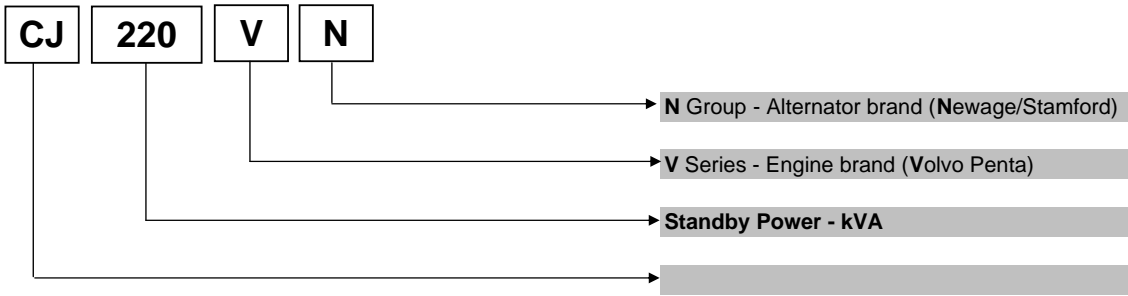 CJ 220 V N
N Group - Alternator brand (Newage/Stamford)
V Series - Engine brand (Volvo Penta)
Standby Power - kVA